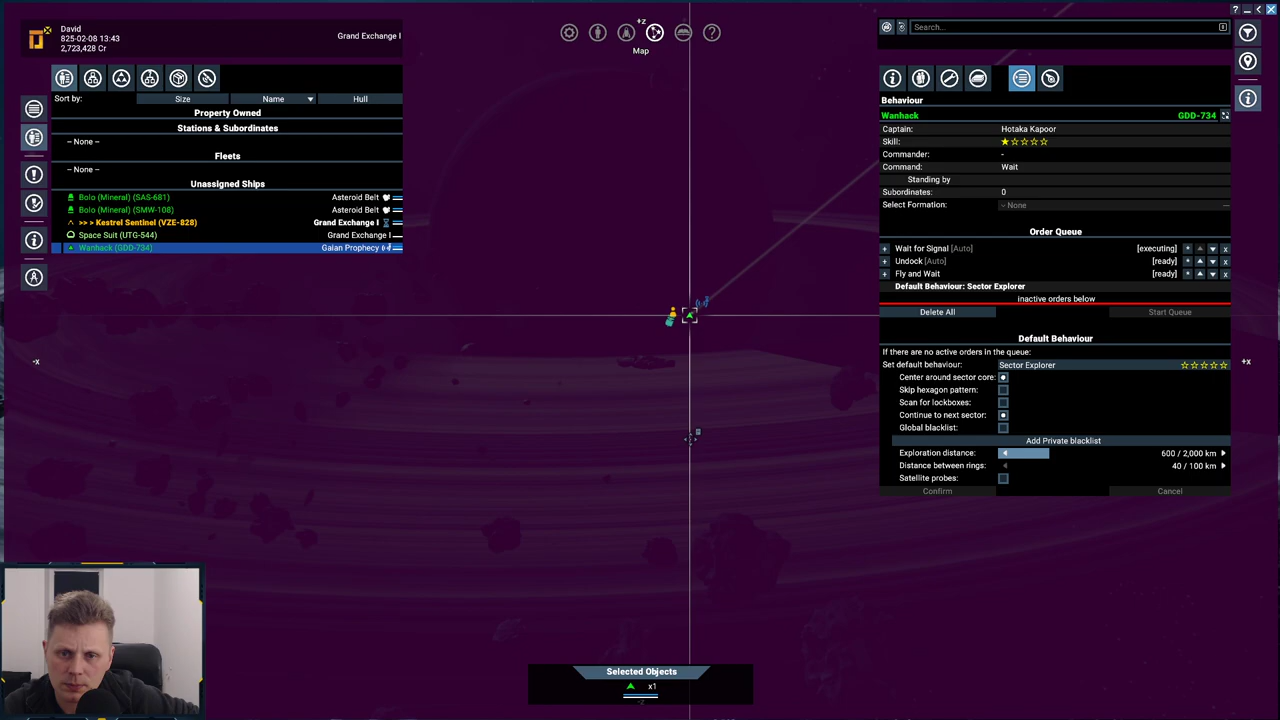 David
825-02-08 13:43
2,723,428 Cr
Grand Exchange I
Sort by:
Size
Name
Hull
Property Owned
Stations & Subordinates
-- None --
Fleets
-- None --
Unassigned Ships
Bolo (Mineral) (SAS-681) Asteroid Belt
Bolo (Mineral) (SMW-108) Asteroid Belt
>> > Kestrel Sentinel (VZE-828) Grand Exchange I
Space Suit (UTG-544) Grand Exchange I
Wanhack (GDD-734) Gaian Prophecy
+z
Map
-x
+x
Selected Objects
x1
-z
Search...
Behaviour
Wanhack GDD-734
Captain: Hotaka Kapoor
Skill:
Commander: -
Command: Wait
Standing by
Subordinates: 0
Select Formation: None
Order Queue
+ Wait for Signal [Auto] [executing] x
+ Undock [Auto] [ready] x
+ Fly and Wait [ready] x
Default Behaviour: Sector Explorer
inactive orders below
Delete All Start Queue
Default Behaviour
If there are no active orders in the queue:
Set default behaviour: Sector Explorer
Center around sector core:
Skip hexagon pattern:
Scan for lockboxes:
Continue to next sector:
Global blacklist:
Add Private blacklist
Exploration distance: 600 / 2,000 km
Distance between rings: 40 / 100 km
Satellite probes:
Confirm Cancel